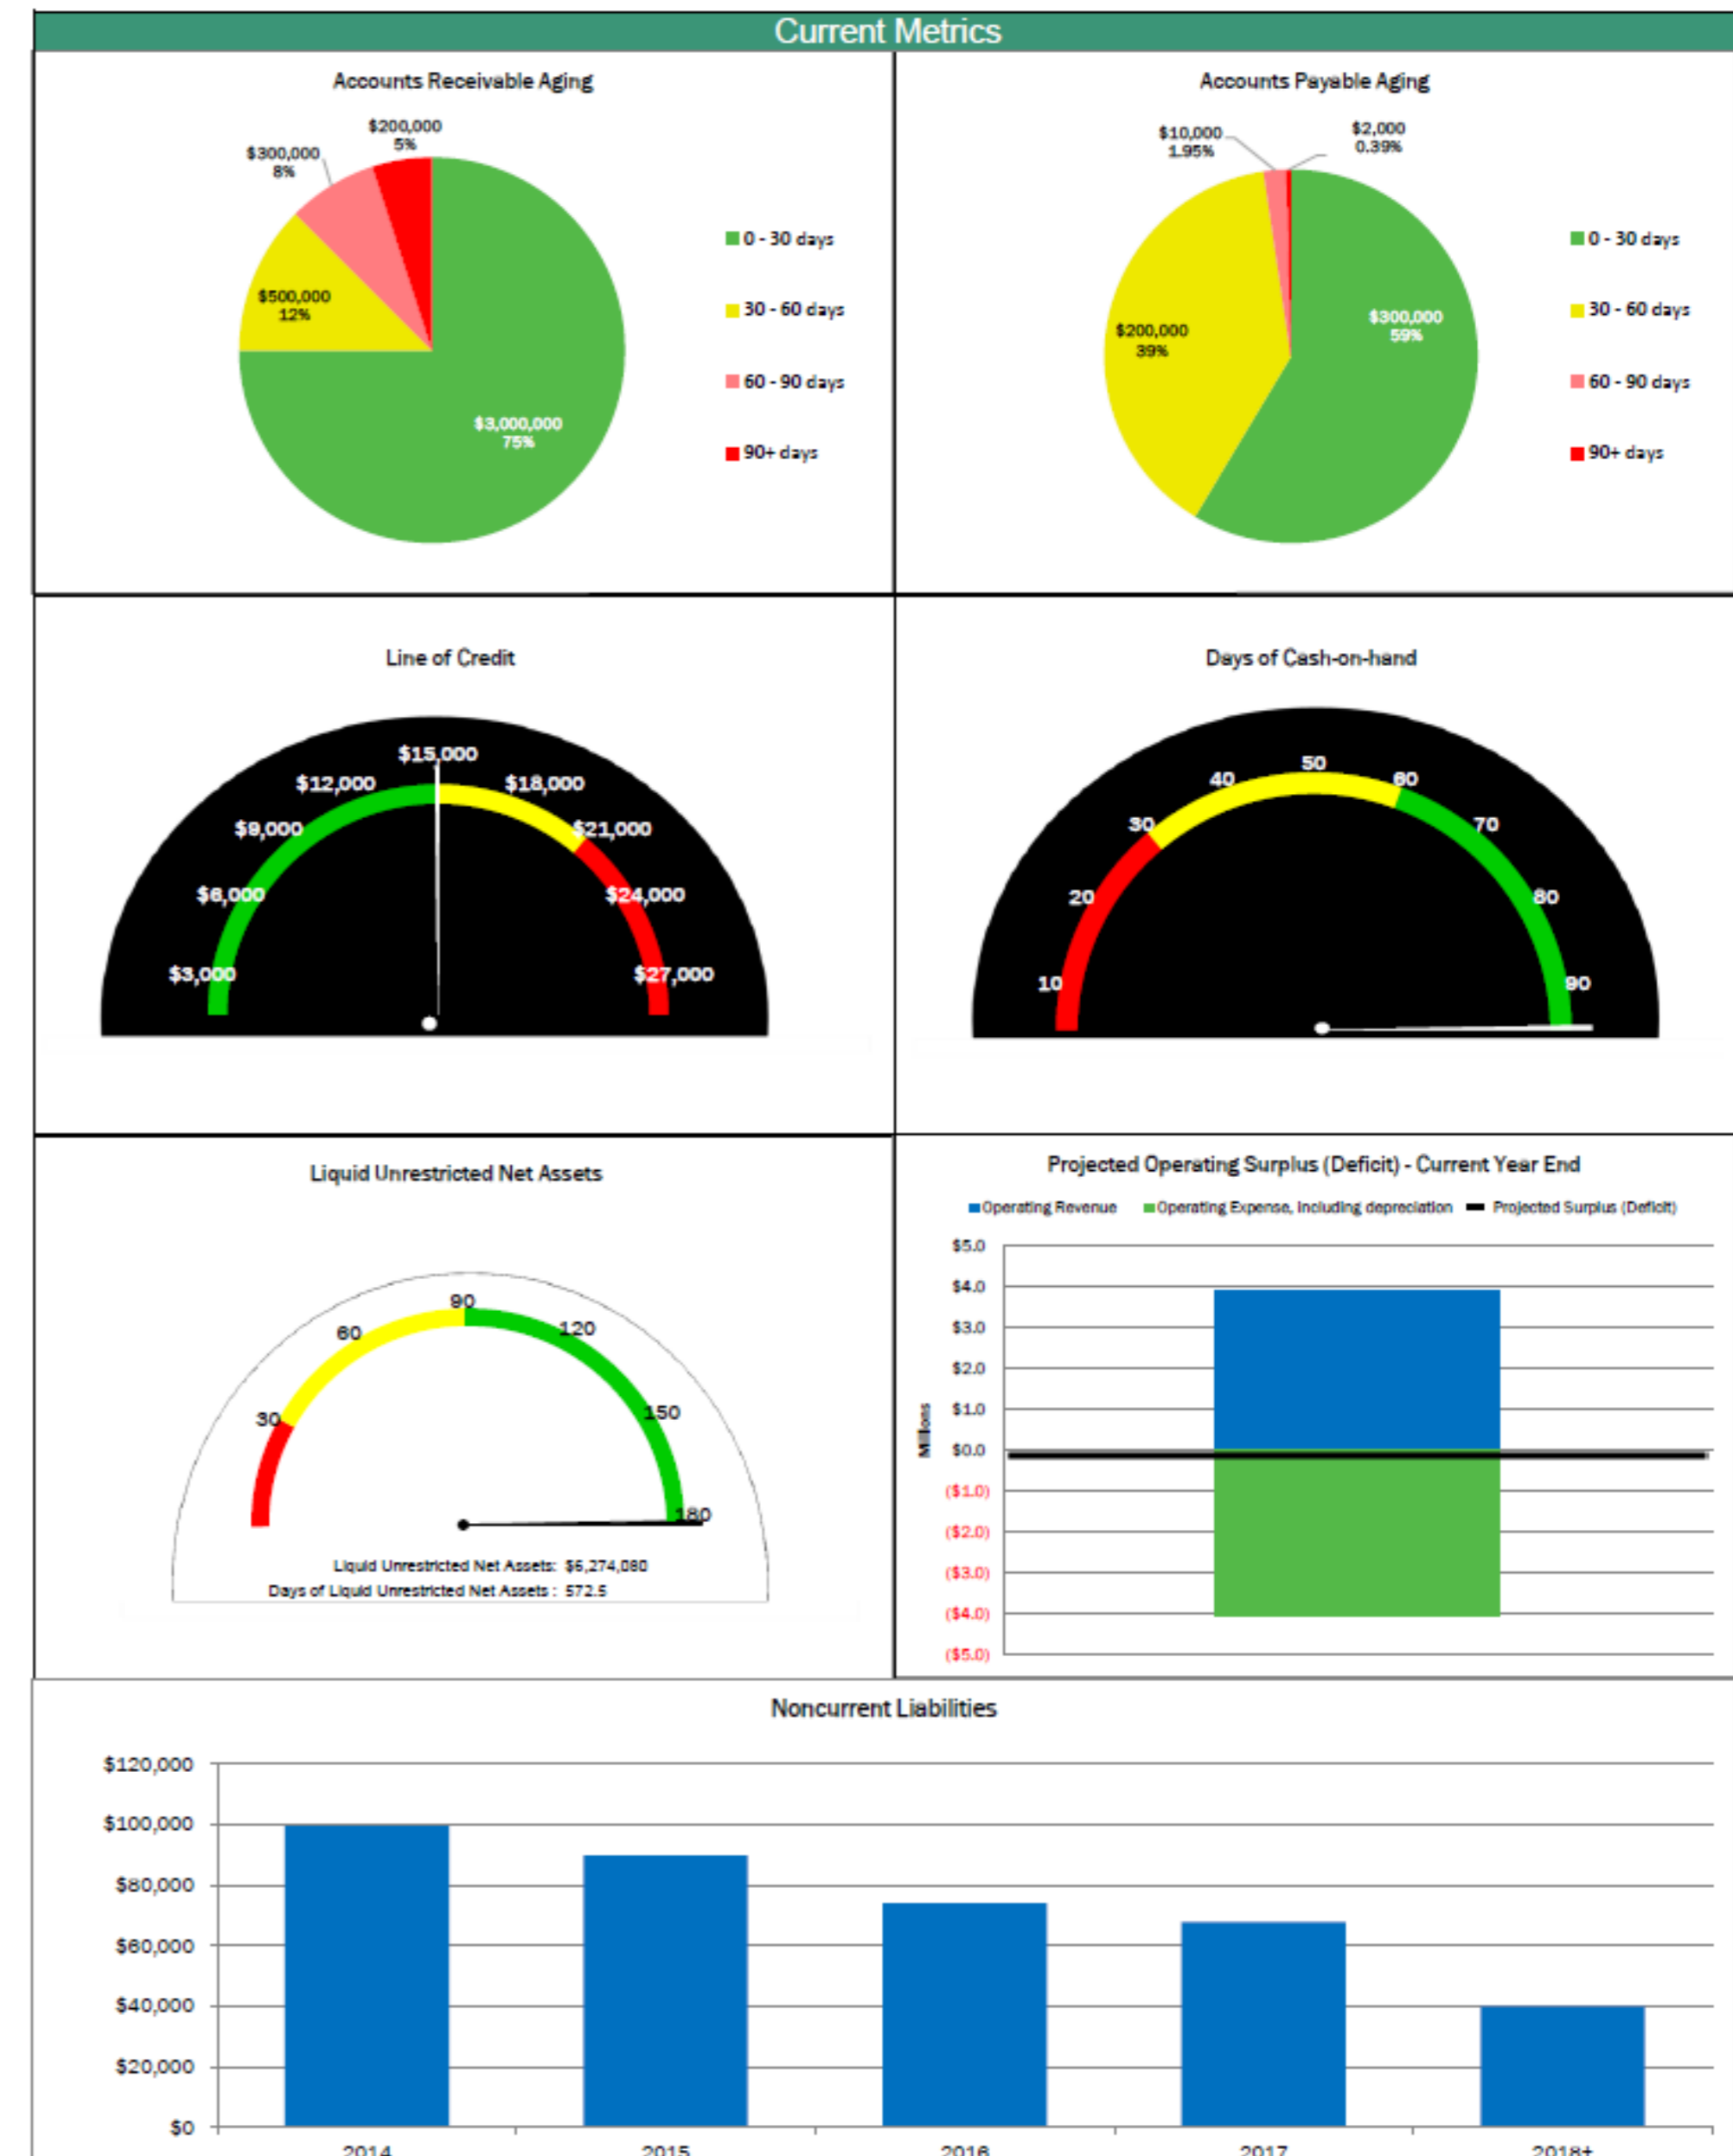 Current Metrics
Accounts Receivable Aging
$200,000
5%
$300,000
8%
$500,000
12%
$3,000,000
75%
0 - 30 days
30 - 60 days
60 - 90 days
90+ days
Accounts Payable Aging
$10,000
1.95%
$2,000
0.39%
$200,000
39%
$300,000
59%
0 - 30 days
30 - 60 days
60 - 90 days
90+ days
Line of Credit
$3,000
$6,000
$9,000
$12,000
$15,000
$18,000
$21,000
$24,000
$27,000
Days of Cash-on-hand
10
20
30
40
50
60
70
80
90
Liquid Unrestricted Net Assets
30
60
90
120
150
180
Liquid Unrestricted Net Assets: $6,274,080
Days of Liquid Unrestricted Net Assets : 572.5
Projected Operating Surplus (Deficit) - Current Year End
Operating Revenue Operating Expense, including depreciation Projected Surplus (Deficit)
Millions
$5.0
$4.0
$3.0
$2.0
$1.0
$0.0
($1.0)
($2.0)
($3.0)
($4.0)
($5.0)
Noncurrent Liabilities
$120,000
$100,000
$80,000
$60,000
$40,000
$20,000
$0
2014 2015 2016 2017 2018+